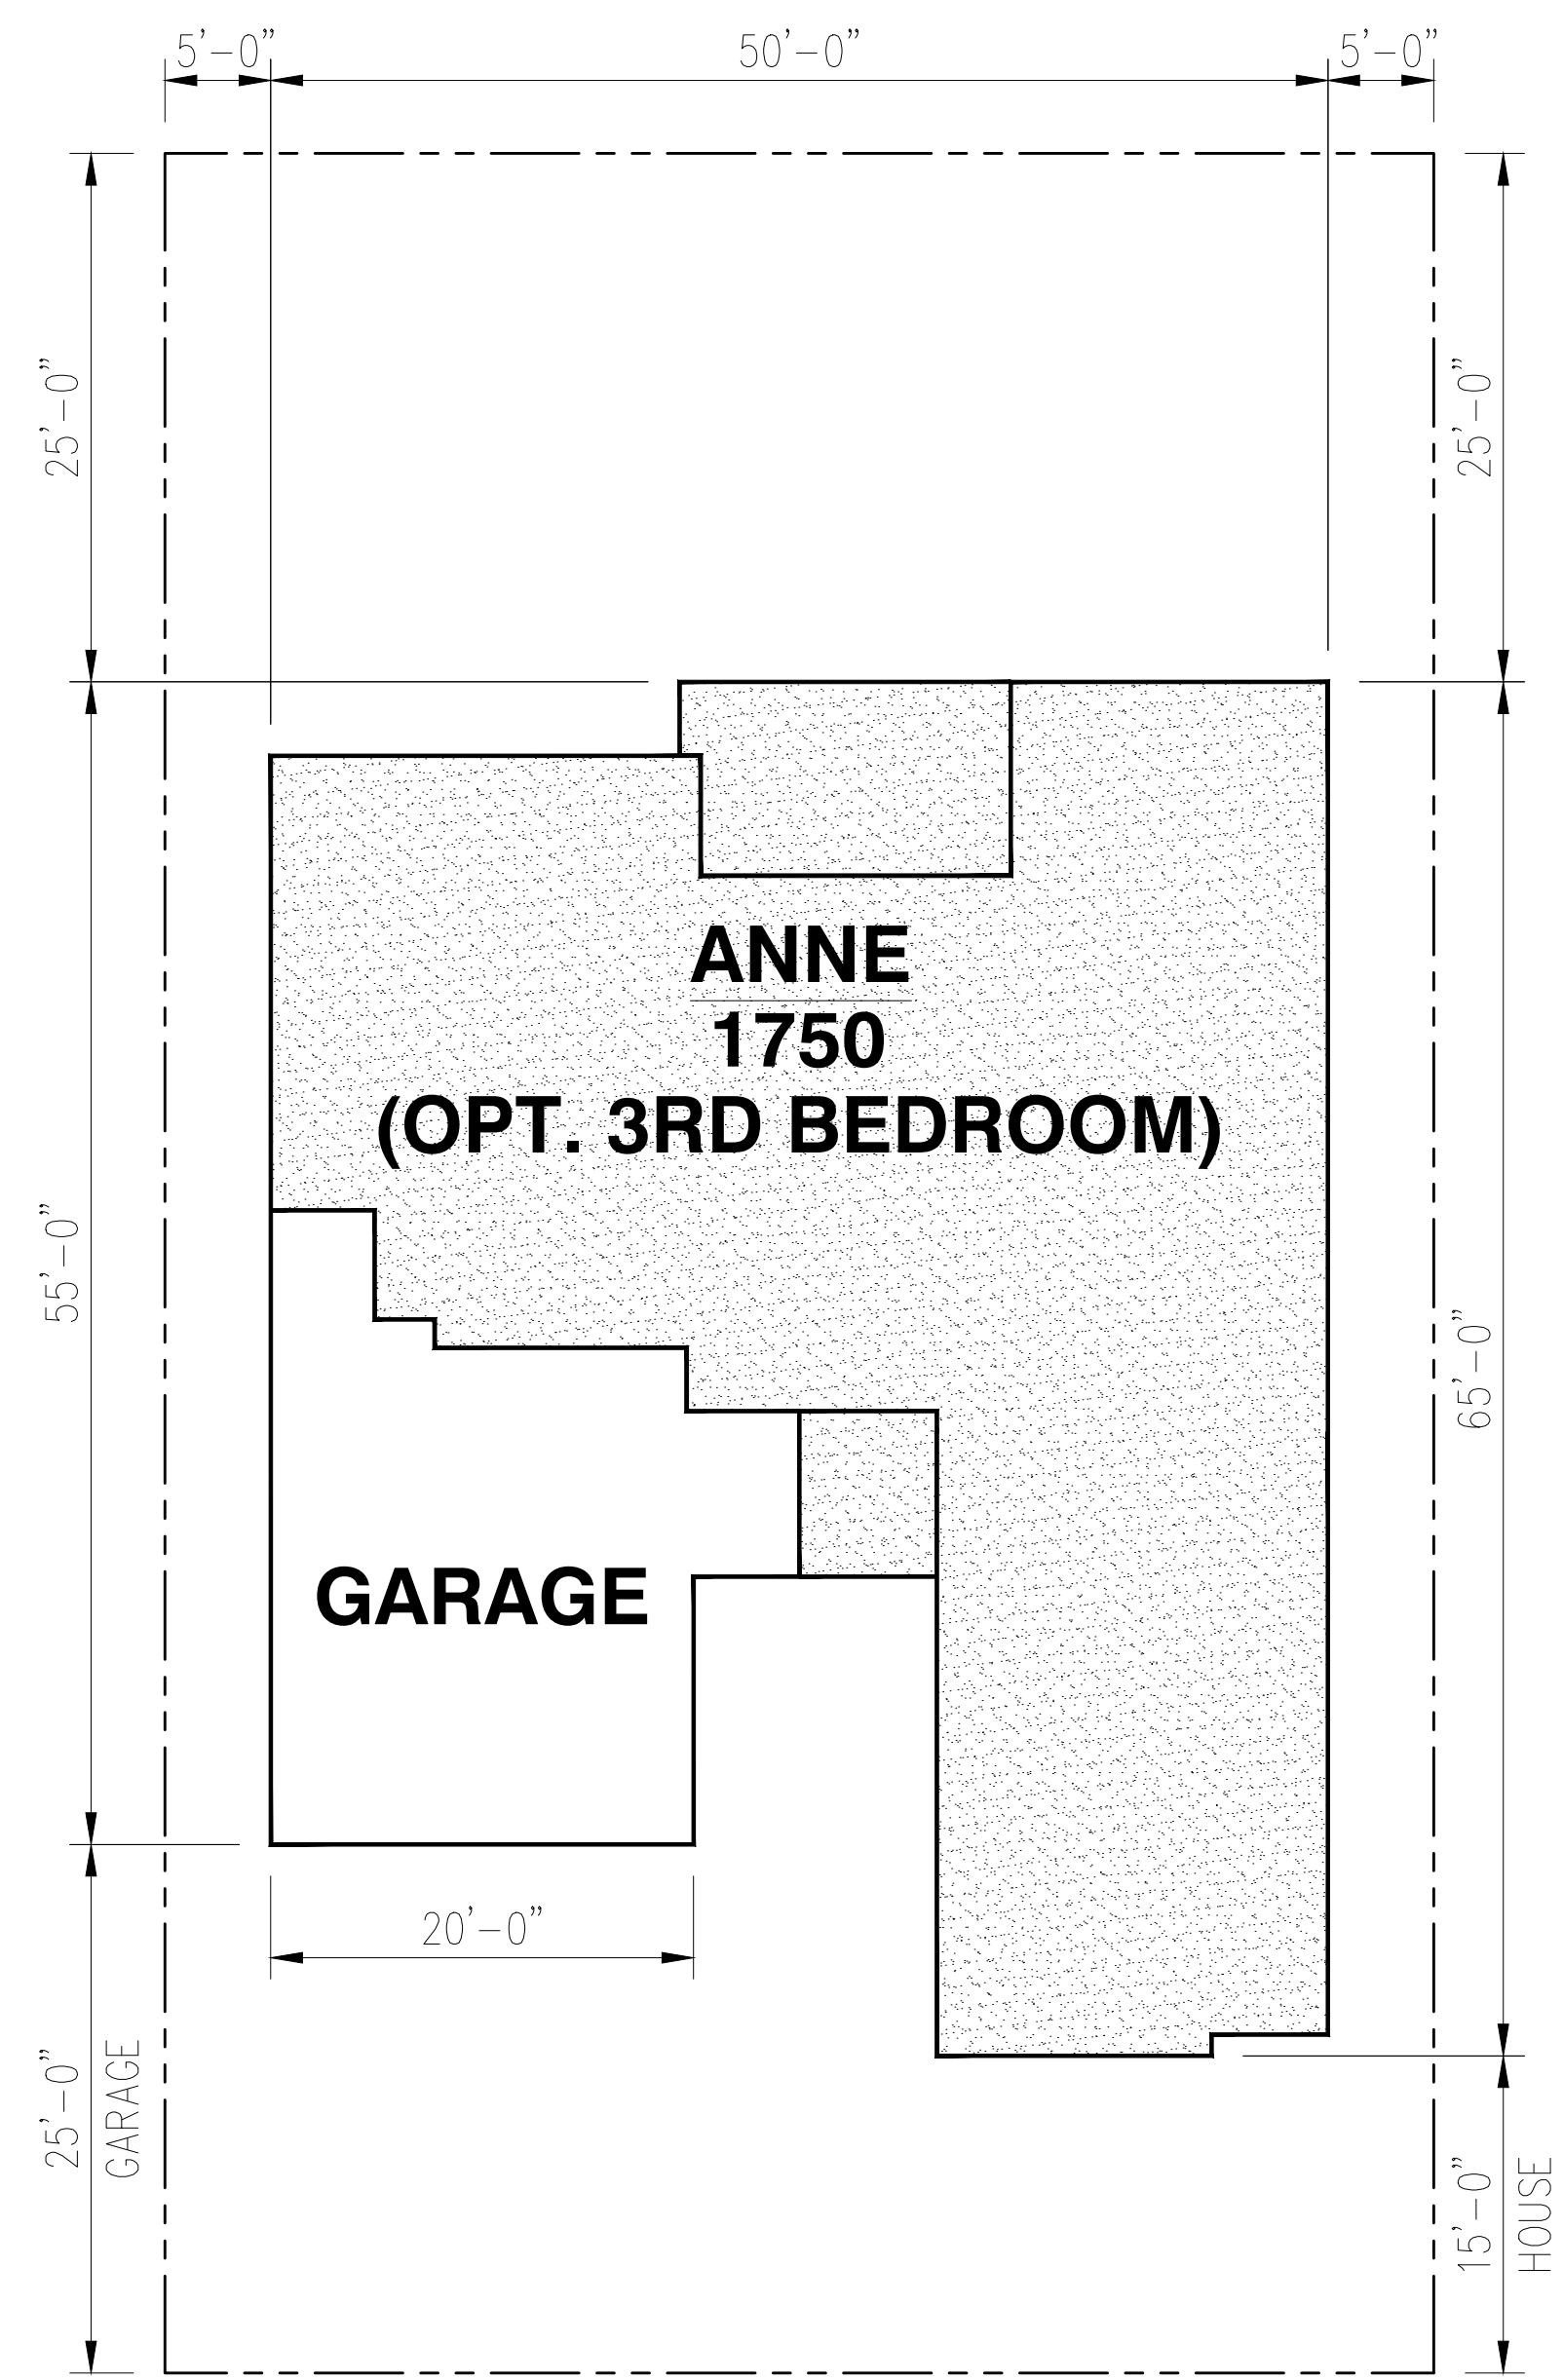 5'-0" 50'-0" 5'-0"
25'-0"
25'-0"
ANNE
1750
(OPT. 3RD BEDROOM)
55'-0"
65'-0"
GARAGE
20'-0"
25'-0"
GARAGE
15'-0"
HOUSE